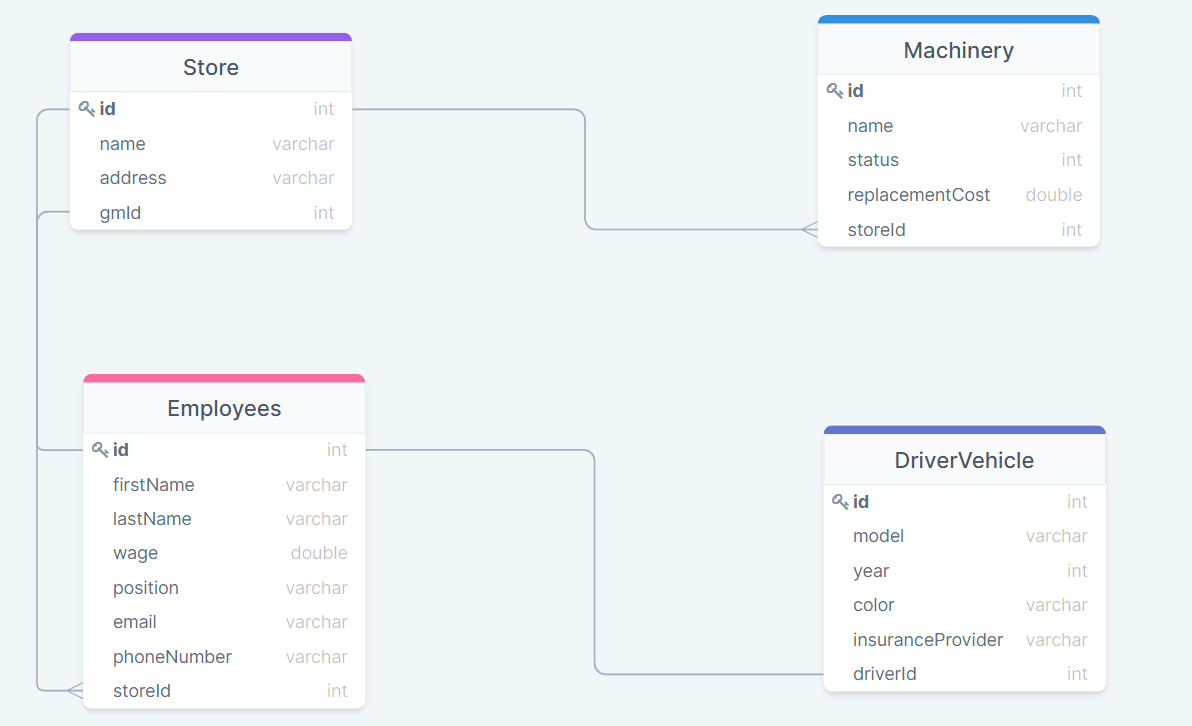 Store
id int
name varchar
address varchar
gmId int
Machinery
id int
name varchar
status int
replacementCost double
storeId int
Employees
id int
firstName varchar
lastName varchar
wage double
position varchar
email varchar
phoneNumber varchar
storeId int
DriverVehicle
id int
model varchar
year int
color varchar
insuranceProvider varchar
driverId int